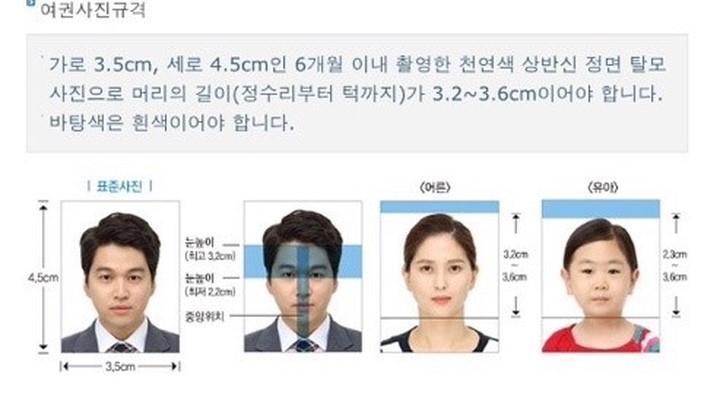 여권사진규격
가로 3.5cm, 세로 4.5cm인 6개월 이내 촬영한 천연색 상반신 정면 탈모
사진으로 머리의 길이(정수리부터 턱까지)가 3.2~3.6cm이어야 합니다.
바탕색은 흰색이어야 합니다.
| 표준사진 |
<어른>
<유아>
4.5cm
3.5cm
눈높이
(최고 3.2cm)
눈높이
(최저 2.2cm)
중앙위치
3.2cm
~
3.6cm
2.3cm
~
3.6cm